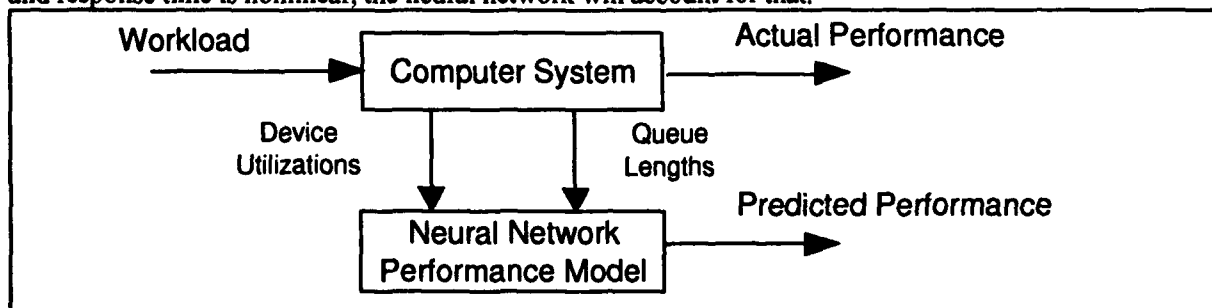 and response time is nonlinear, the neural network will account for that.
Workload
Actual Performance
Computer System
Device
Utilizations
Queue
Lengths
Predicted Performance
Neural Network
Performance Model